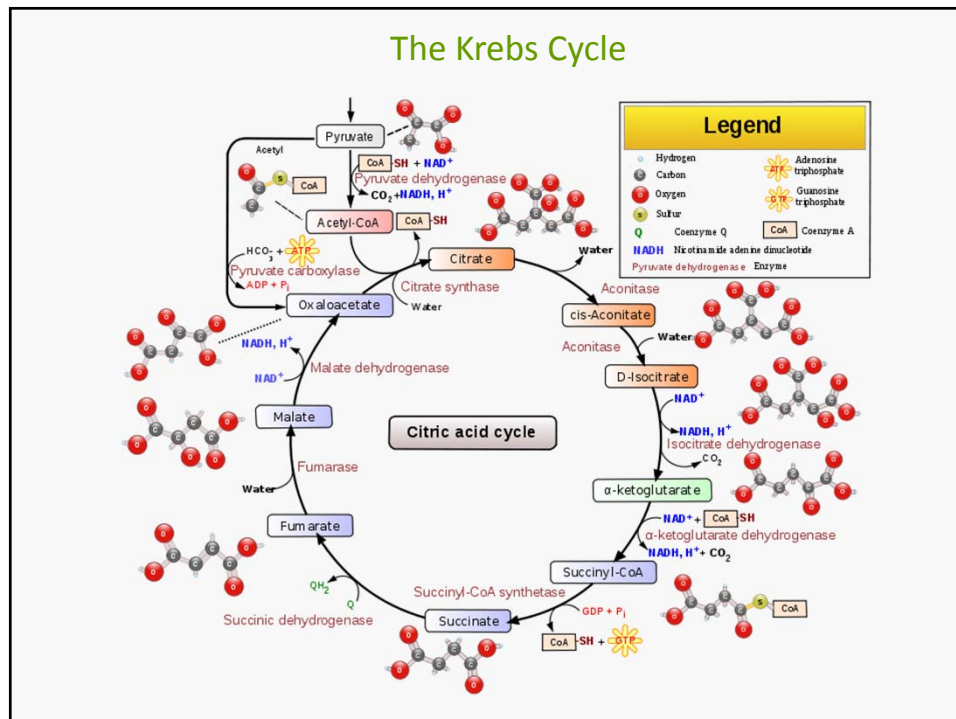 The Krebs Cycle
Pyruvate
Acetyl
CoA-SH + NAD⁺
Pyruvate dehydrogenase
CO₂+NADH, H⁺
S CoA
Acetyl-CoA
CoA-SH
HCO₃⁻ + ATP
Pyruvate carboxylase
ADP + Pᵢ
Citrate
Citrate synthase
Water
Water
Aconitase
cis-Aconitate
Aconitase
Water
D-Isocitrate
NAD⁺
NADH, H⁺
Isocitrate dehydrogenase
CO₂
α-ketoglutarate
NAD⁺+ CoA-SH
α-ketoglutarate dehydrogenase
NADH, H⁺+ CO₂
Succinyl-CoA
S CoA
Succinyl-CoA synthetase
GDP + Pᵢ
CoA-SH + GTP
Succinate
QH₂
Q
Succinic dehydrogenase
Fumarate
Water
Fumarase
Malate
NAD⁺
NADH, H⁺
Malate dehydrogenase
Oxaloacetate
Citric acid cycle
Legend
Hydrogen
C Carbon
O Oxygen
S Sulfur
Q Coenzyme Q
NADH Nicotinamide adenine dinucleotide
Pyruvate dehydrogenase Enzyme
ATP Adenosine
triphosphate
GTP Guanosine
triphosphate
CoA Coenzyme A